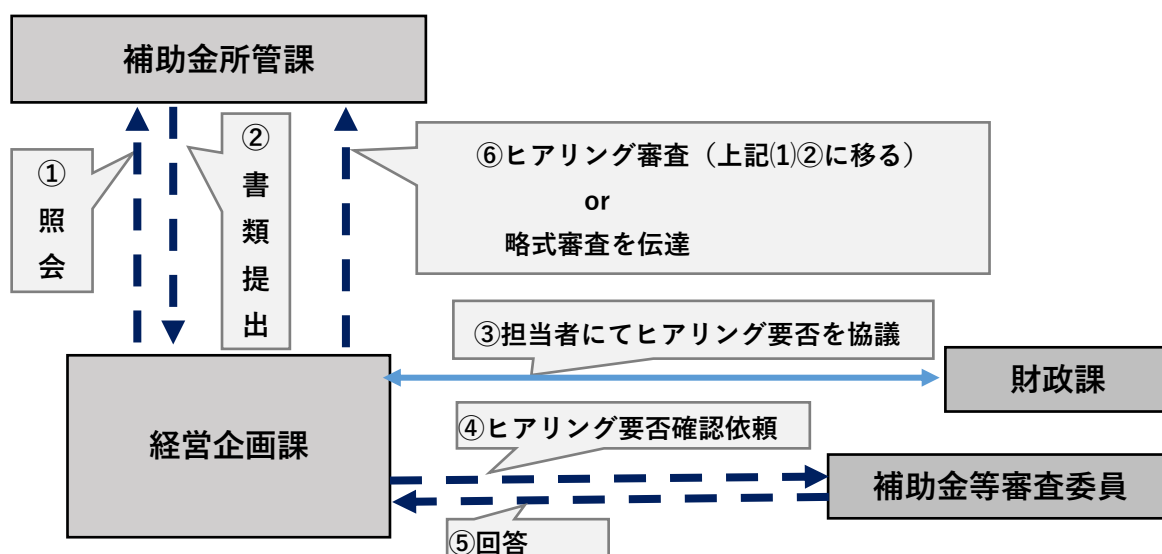 補助金所管課
①照会
②書類提出
⑥ヒアリング審査（上記⑴②に移る）
or
略式審査を伝達
③担当者にてヒアリング要否を協議
財政課
経営企画課
④ヒアリング要否確認依頼
補助金等審査委員
⑤回答